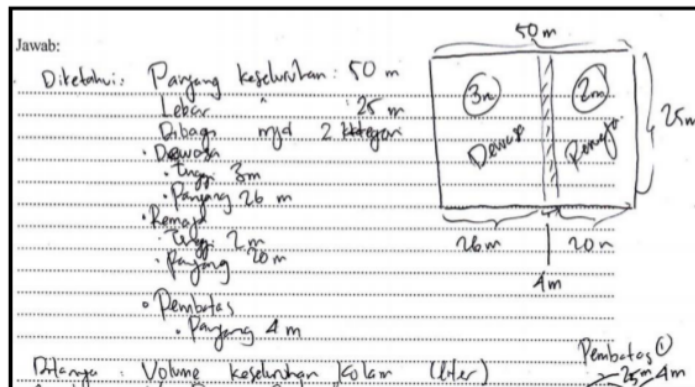 Jawab:
Diketahui: Panjang keseluruhan: 50 m
Lebar " : 25 m
Dibagi mjd 2 kategori
• Dewasa
• Tinggi 3m
• Panjang 26 m
• Remaja
• Tinggi 2 m
• Panjang 20 m
• Pembatas
• Panjang 4 m
50 m
3m
2m
25 m
Dewasa
Remaja
26 m
20 m
4m
Ditanya: Volume keseluruhan kolam (liter)
Pembatas ①
25m 4m